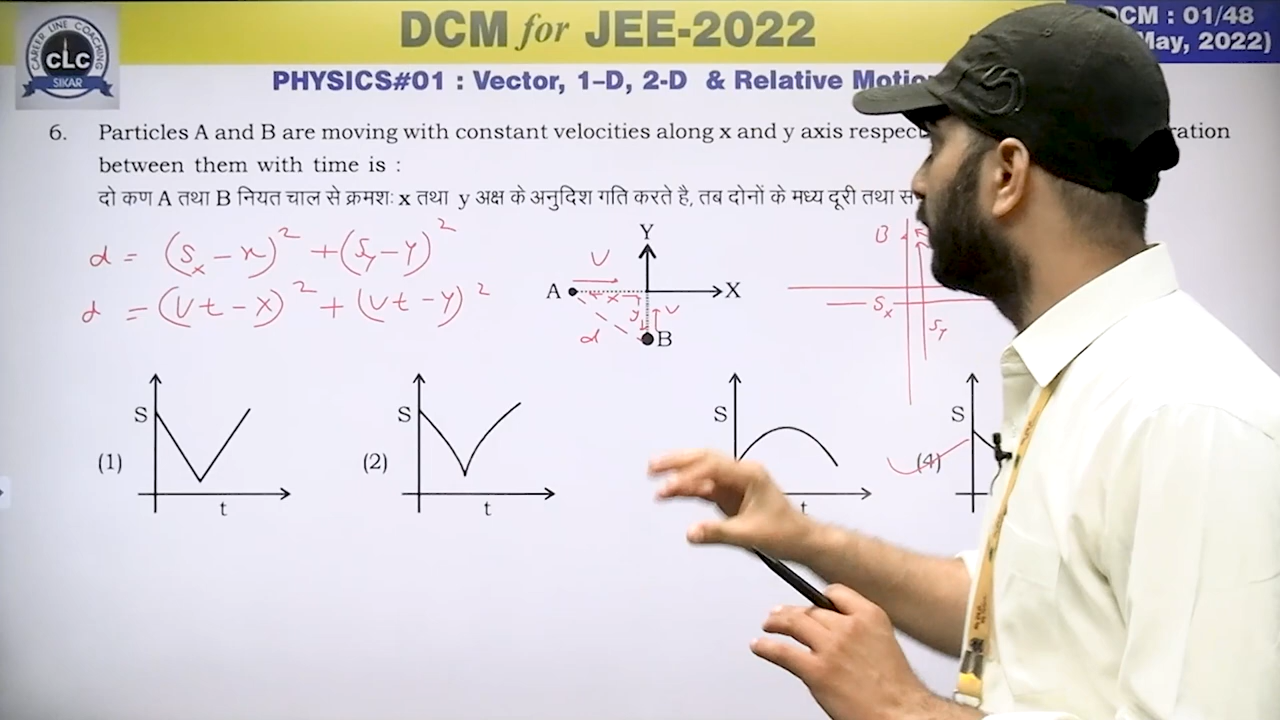 DCM for JEE-2022
DCM : 01/48
May, 2022)
CAREER LINE COACHING
CLC
SIKAR
PHYSICS#01 : Vector, 1–D, 2-D & Relative Motio
6. Particles A and B are moving with constant velocities along x and y axis respec ration
between them with time is :
दो कण A तथा B नियत चाल से क्रमशः x तथा y अक्ष के अनुदिश गति करते है, तब दोनों के मध्य दूरी तथा स
d = (Sx - x)² + (Sy - y)²
d = (Vt - x)² + (Vt - y)²
Y
V
A x X
y V
d B
B
Sx
Sy
S
(1)
t
S
(2)
t
S
t
S
(4)